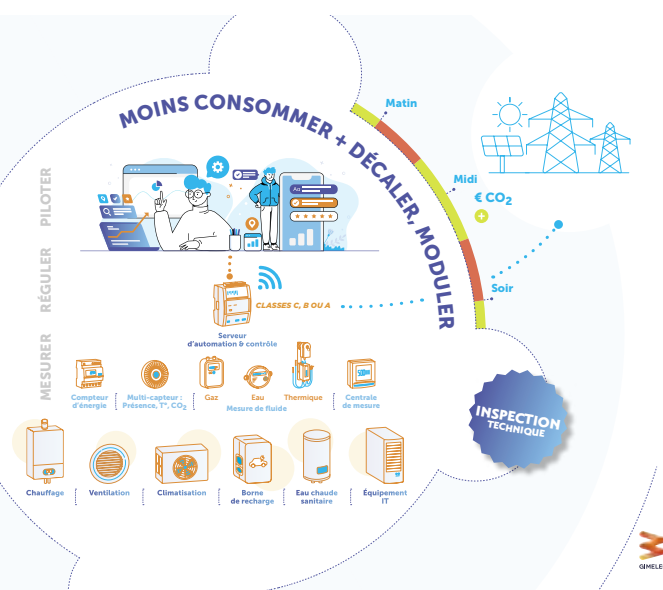 MOINS CONSOMMER + DÉCALER, MODULER
Matin
Midi
€ CO2
+
Soir
PILOTER
RÉGULER
MESURER
CLASSES C, B OU A
Serveur
d'automation & contrôle
Compteur
d'énergie
Multi-capteur :
Présence, T°, CO2
Gaz
Eau
Thermique
Mesure de fluide
Centrale
de mesure
INSPECTION
TECHNIQUE
Chauffage
Ventilation
Climatisation
Borne
de recharge
Eau chaude
sanitaire
Équipement
IT